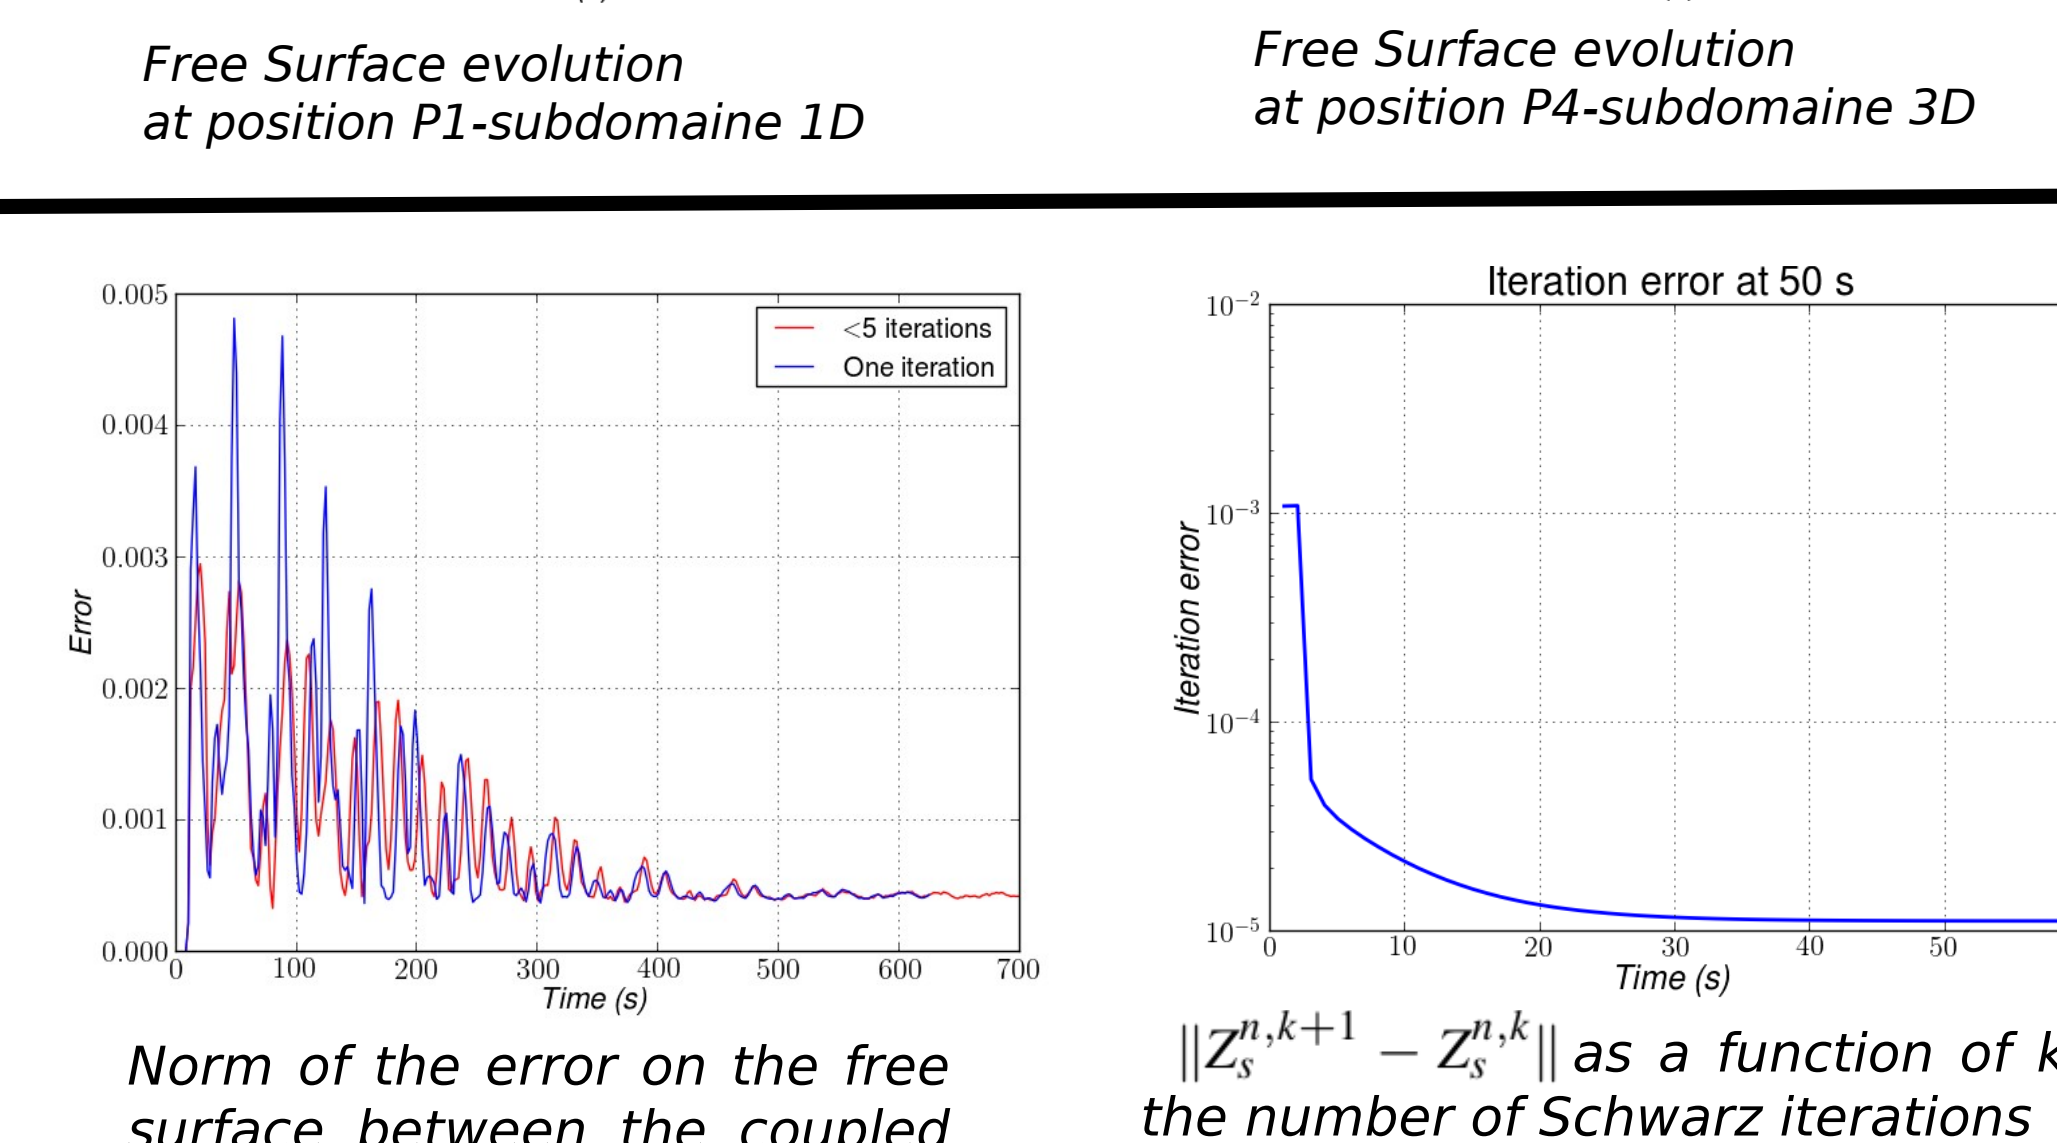 Free Surface evolution
at position P1-subdomaine 1D
Free Surface evolution
at position P4-subdomaine 3D
0.005
0.004
0.003
0.002
0.001
0.000
Error
<5 iterations
One iteration
0 100 200 300 400 500 600 700
Time (s)
Norm of the error on the free
surface between the coupled
Iteration error at 50 s
10⁻²
10⁻³
10⁻⁴
10⁻⁵
Iteration error
0 10 20 30 40 50
Time (s)
||Z_s^{n,k+1} − Z_s^{n,k}|| as a function of k
the number of Schwarz iterations